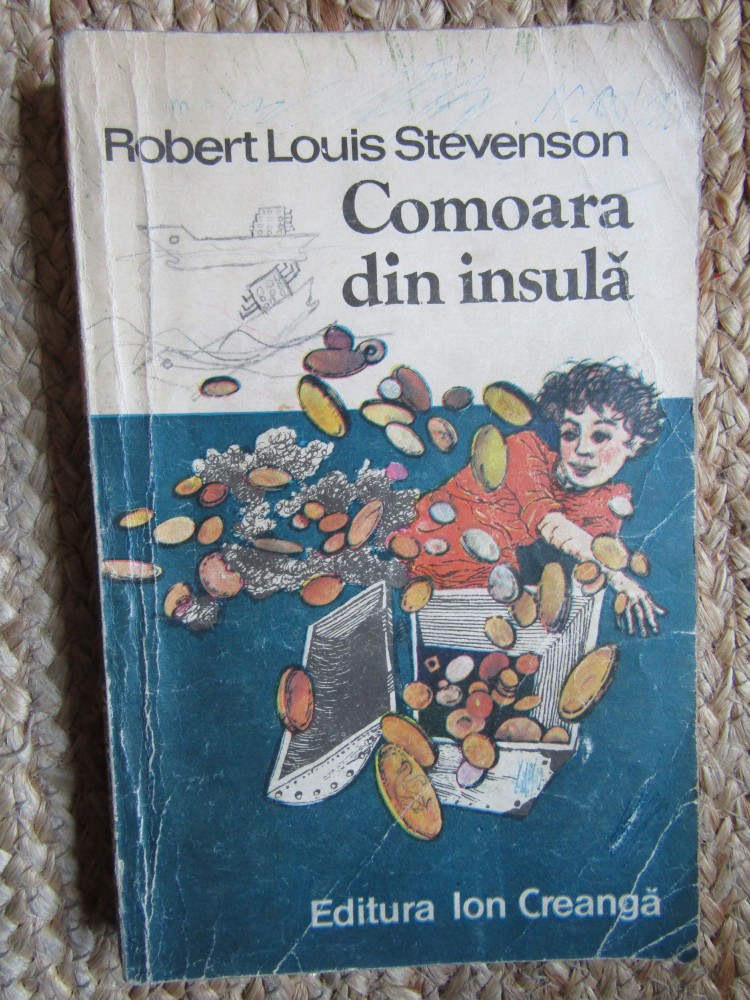 Robert Louis Stevenson
Comoara
din insulă
Editura Ion Creangă